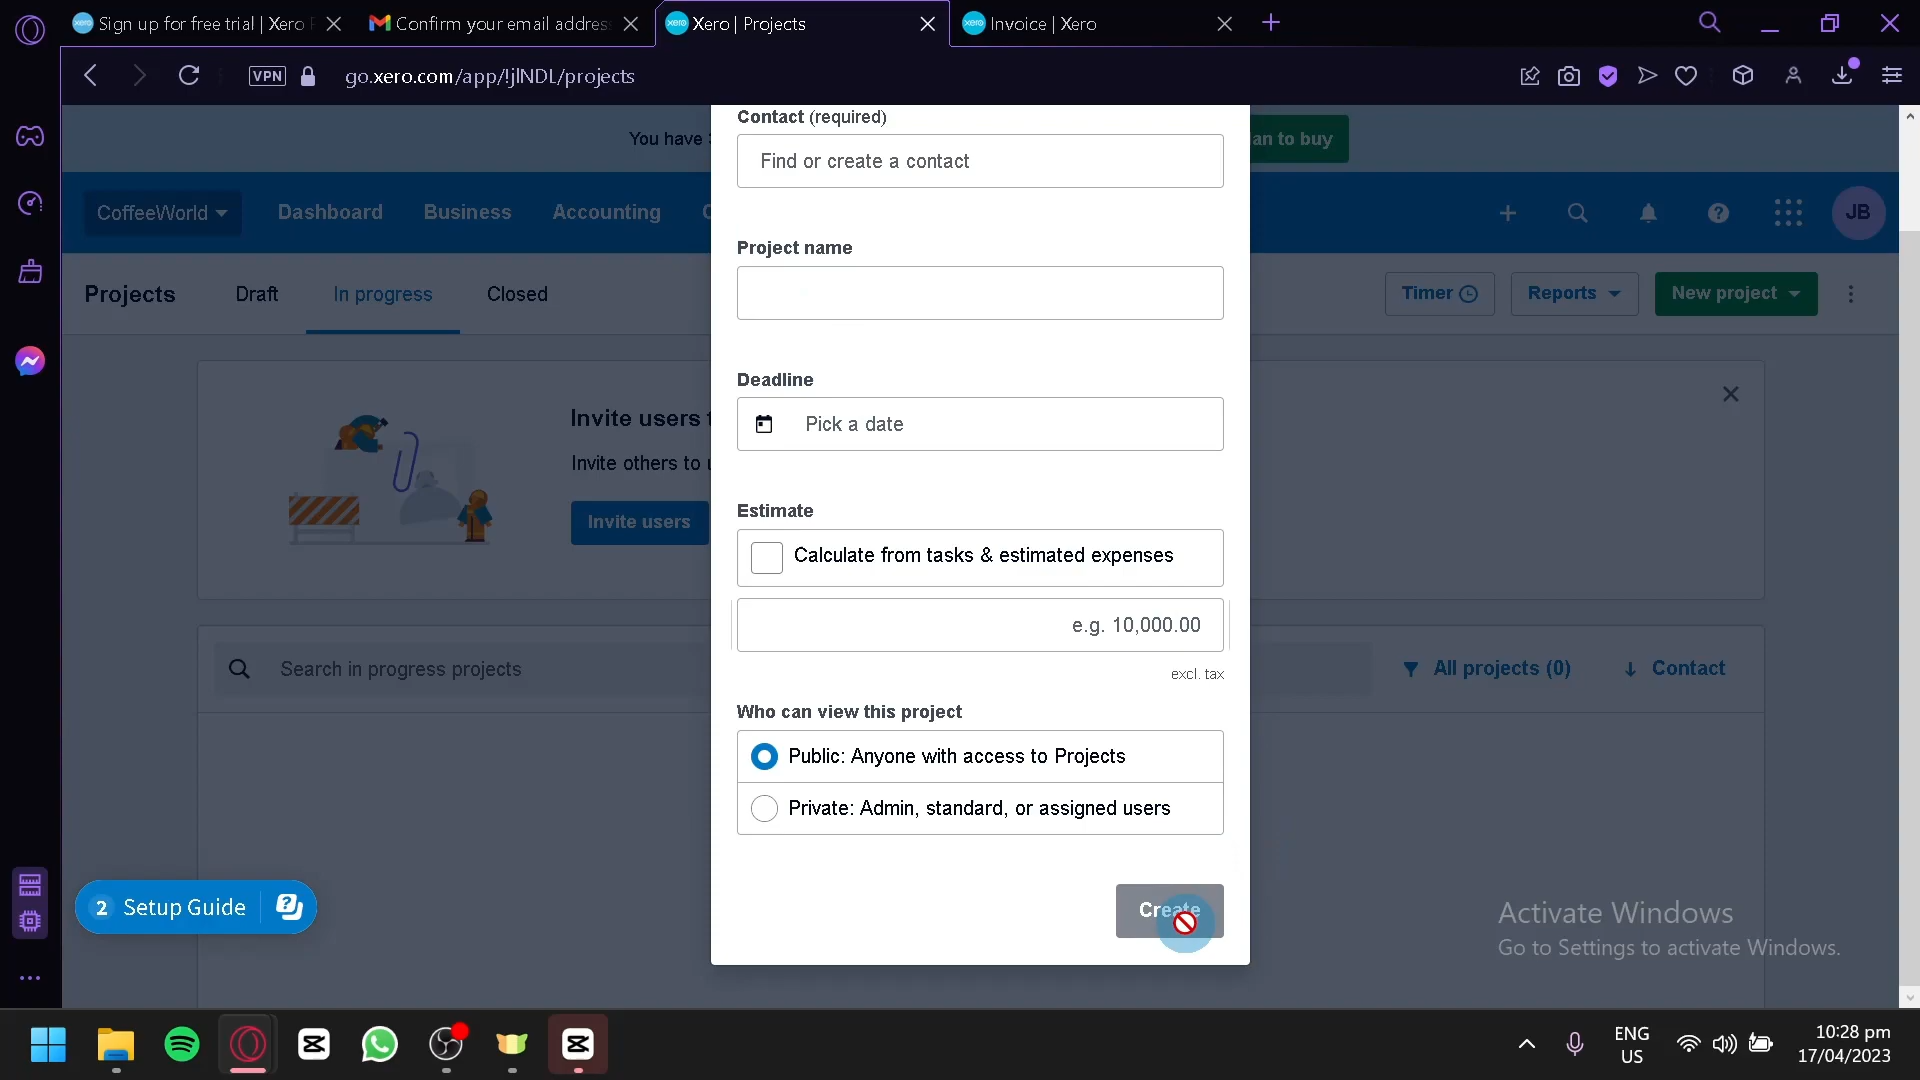 Sign up for free trial | Xero
Confirm your email address
Xero | Projects
Invoice | Xero
VPN
go.xero.com/app/!jlNDL/projects
You have
an to buy
CoffeeWorld
Dashboard
Business
Accounting
JB
Projects
Draft
In progress
Closed
Timer
Reports
New project
Invite users
Invite others to
Invite users
Search in progress projects
All projects (0)
Contact
Contact (required)
Find or create a contact
Project name
Deadline
Pick a date
Estimate
Calculate from tasks & estimated expenses
e.g. 10,000.00
excl. tax
Who can view this project
Public: Anyone with access to Projects
Private: Admin, standard, or assigned users
Create
2 Setup Guide
Activate Windows
Go to Settings to activate Windows.
ENG
US
10:28 pm
17/04/2023